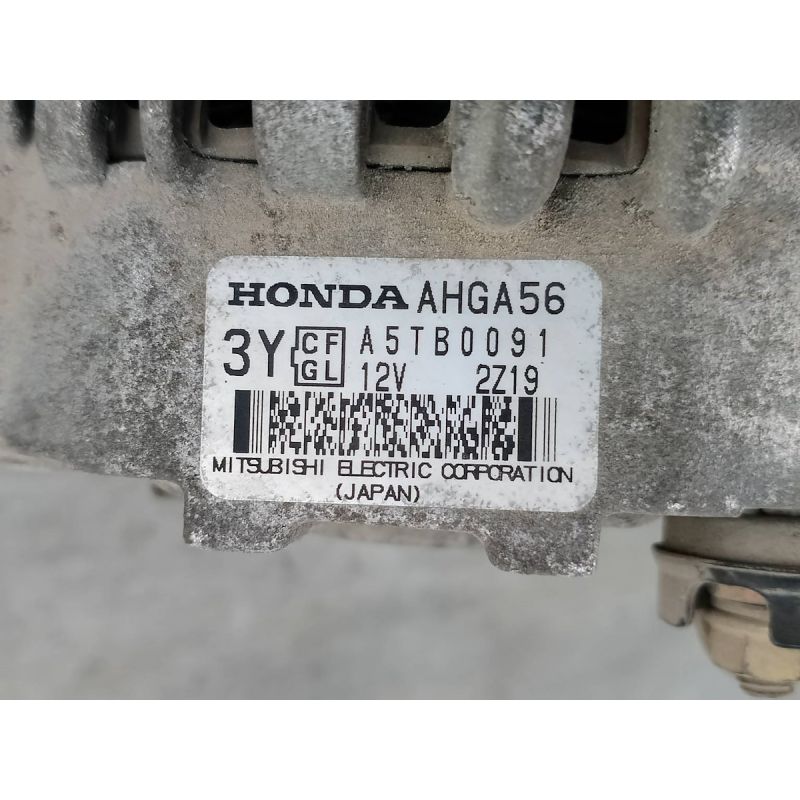 HONDA AHGA56
3Y CF A5TB0091
GL 12V 2Z19
MITSUBISHI ELECTRIC CORPORATION
(JAPAN)